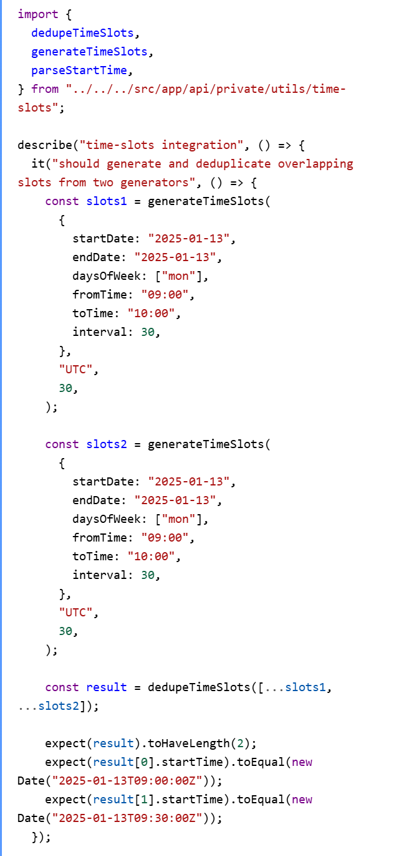 import {
  dedupeTimeSlots,
  generateTimeSlots,
  parseStartTime,
} from "../../../src/app/api/private/utils/time-
slots";

describe("time-slots integration", () => {
  it("should generate and deduplicate overlapping
slots from two generators", () => {
    const slots1 = generateTimeSlots(
      {
        startDate: "2025-01-13",
        endDate: "2025-01-13",
        daysOfWeek: ["mon"],
        fromTime: "09:00",
        toTime: "10:00",
        interval: 30,
      },
      "UTC",
      30,
    );

    const slots2 = generateTimeSlots(
      {
        startDate: "2025-01-13",
        endDate: "2025-01-13",
        daysOfWeek: ["mon"],
        fromTime: "09:00",
        toTime: "10:00",
        interval: 30,
      },
      "UTC",
      30,
    );

    const result = dedupeTimeSlots([...slots1,
...slots2]);

    expect(result).toHaveLength(2);
    expect(result[0].startTime).toEqual(new
Date("2025-01-13T09:00:00Z"));
    expect(result[1].startTime).toEqual(new
Date("2025-01-13T09:30:00Z"));
  });